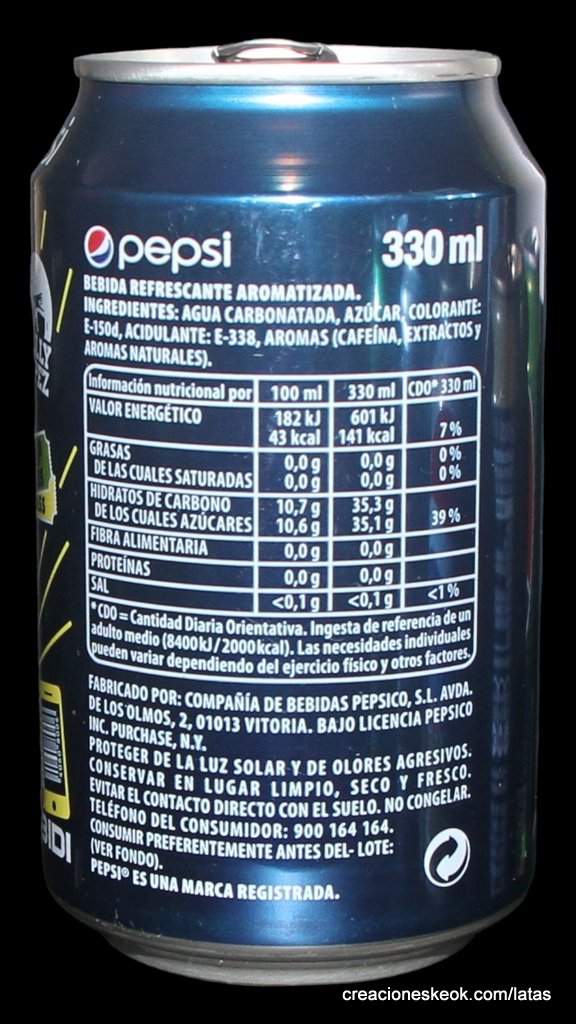 pepsi 330 ml
BEBIDA REFRESCANTE AROMATIZADA.
INGREDIENTES: AGUA CARBONATADA, AZÚCAR, COLORANTE:
E-150d, ACIDULANTE: E-338, AROMAS (CAFEÍNA, EXTRACTOS y
AROMAS NATURALES).
Información nutricional por 100 ml 330 ml CDO* 330 ml
VALOR ENERGÉTICO 182 kJ 601 kJ
43 kcal 141 kcal 7 %
GRASAS 0,0 g 0,0 g 0 %
DE LAS CUALES SATURADAS 0,0 g 0,0 g 0 %
HIDRATOS DE CARBONO 10,7 g 35,3 g
DE LOS CUALES AZÚCARES 10,6 g 35,1 g 39 %
FIBRA ALIMENTARIA 0,0 g 0,0 g
PROTEÍNAS 0,0 g 0,0 g
SAL <0,1 g <0,1 g <1 %
* CDO = Cantidad Diaria Orientativa. Ingesta de referencia de un
adulto medio (8400 kJ / 2000 kcal). Las necesidades individuales
pueden variar dependiendo del ejercicio físico y otros factores.
FABRICADO POR: COMPAÑÍA DE BEBIDAS PEPSICO, S.L. AVDA.
DE LOS OLMOS, 2, 01013 VITORIA. BAJO LICENCIA PEPSICO
INC. PURCHASE, N.Y.
PROTEGER DE LA LUZ SOLAR Y DE OLORES AGRESIVOS.
CONSERVAR EN LUGAR LIMPIO, SECO Y FRESCO.
EVITAR EL CONTACTO DIRECTO CON EL SUELO. NO CONGELAR.
TELÉFONO DEL CONSUMIDOR: 900 164 164.
CONSUMIR PREFERENTEMENTE ANTES DEL- LOTE:
(VER FONDO).
PEPSI® ES UNA MARCA REGISTRADA.
BIDI
creacioneskeok.com/latas